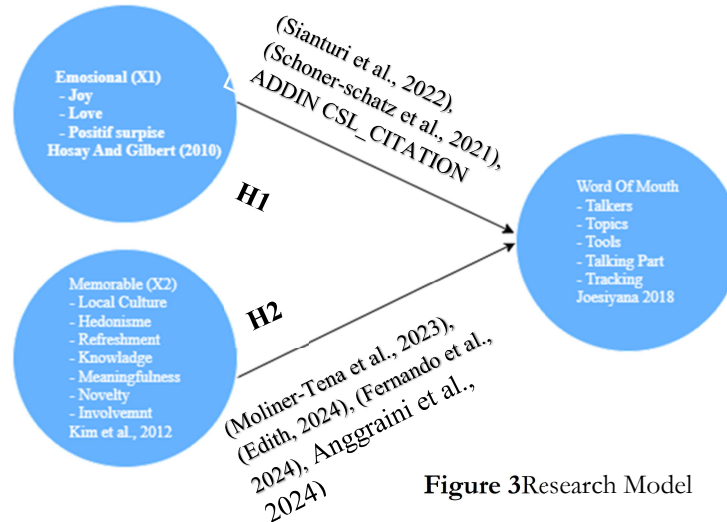 Emosional (X1)
- Joy
- Love
- Positif surpise
Hosay And Gilbert (2010)
(Sianturi et al., 2022),
(Schoner-schatz et al., 2021),
ADDIN CSL_CITATION
H1
Word Of Mouth
- Talkers
- Topics
- Tools
- Talking Part
- Tracking
Joesiyana 2018
Memorable (X2)
- Local Culture
- Hedonisme
- Refreshment
- Knowladge
- Meaningfulness
- Novelty
- Involvemnt
Kim et al., 2012
H2
(Moliner-Tena et al., 2023),
(Edith, 2024), (Fernando et al.,
2024), Anggraini et al.,
2024)
Figure 3Research Model